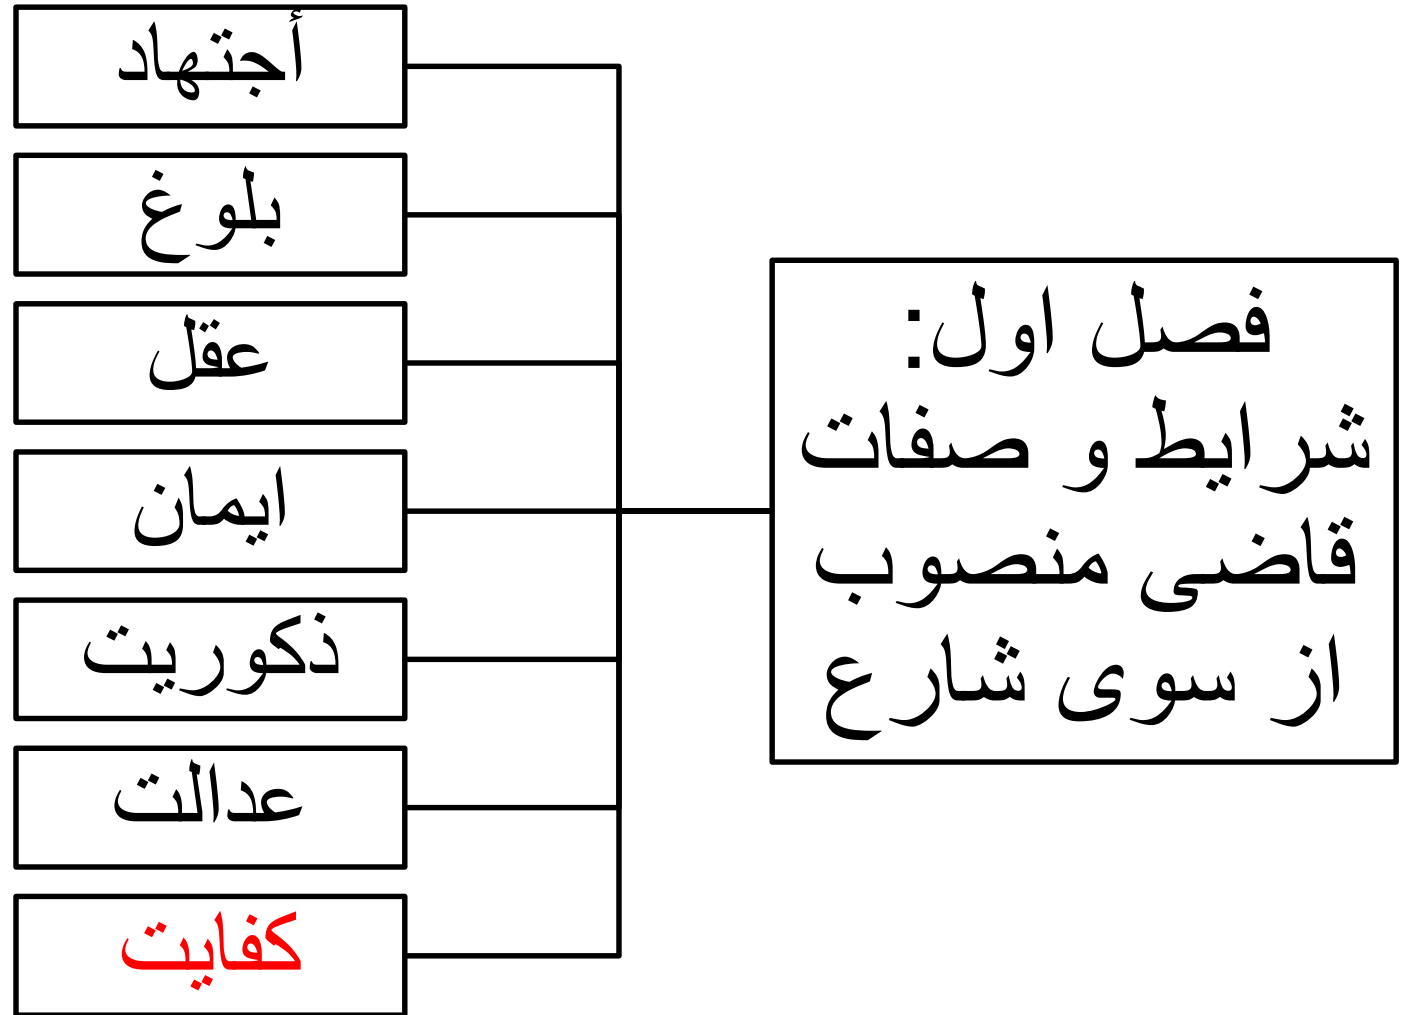 فصل اول:
شرایط و صفات
قاضی منصوب
از سوی شارع
أجتهاد
بلوغ
عقل
ایمان
ذکوریت
عدالت
کفایت